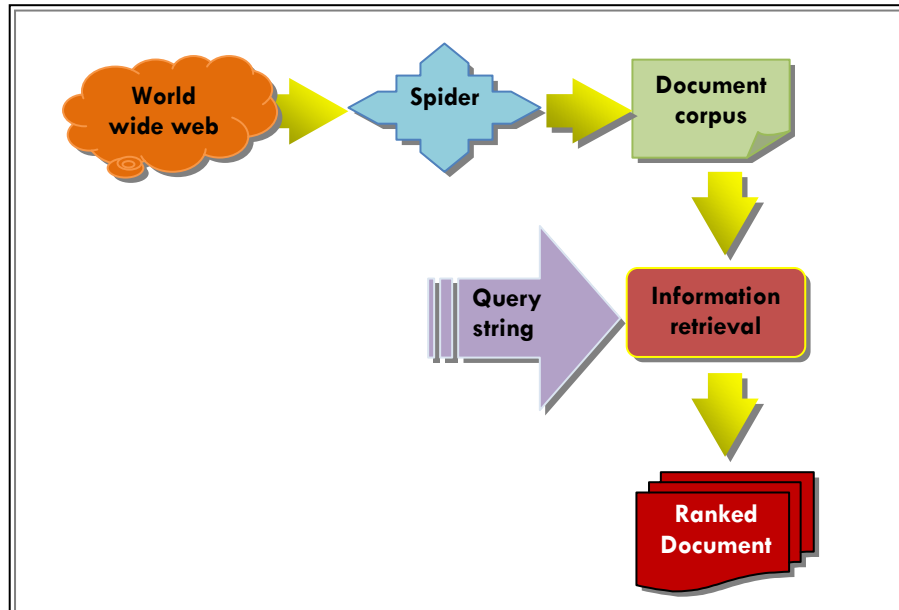 World
wide web
Spider
Document
corpus
Query
string
Information
retrieval
Ranked
Document